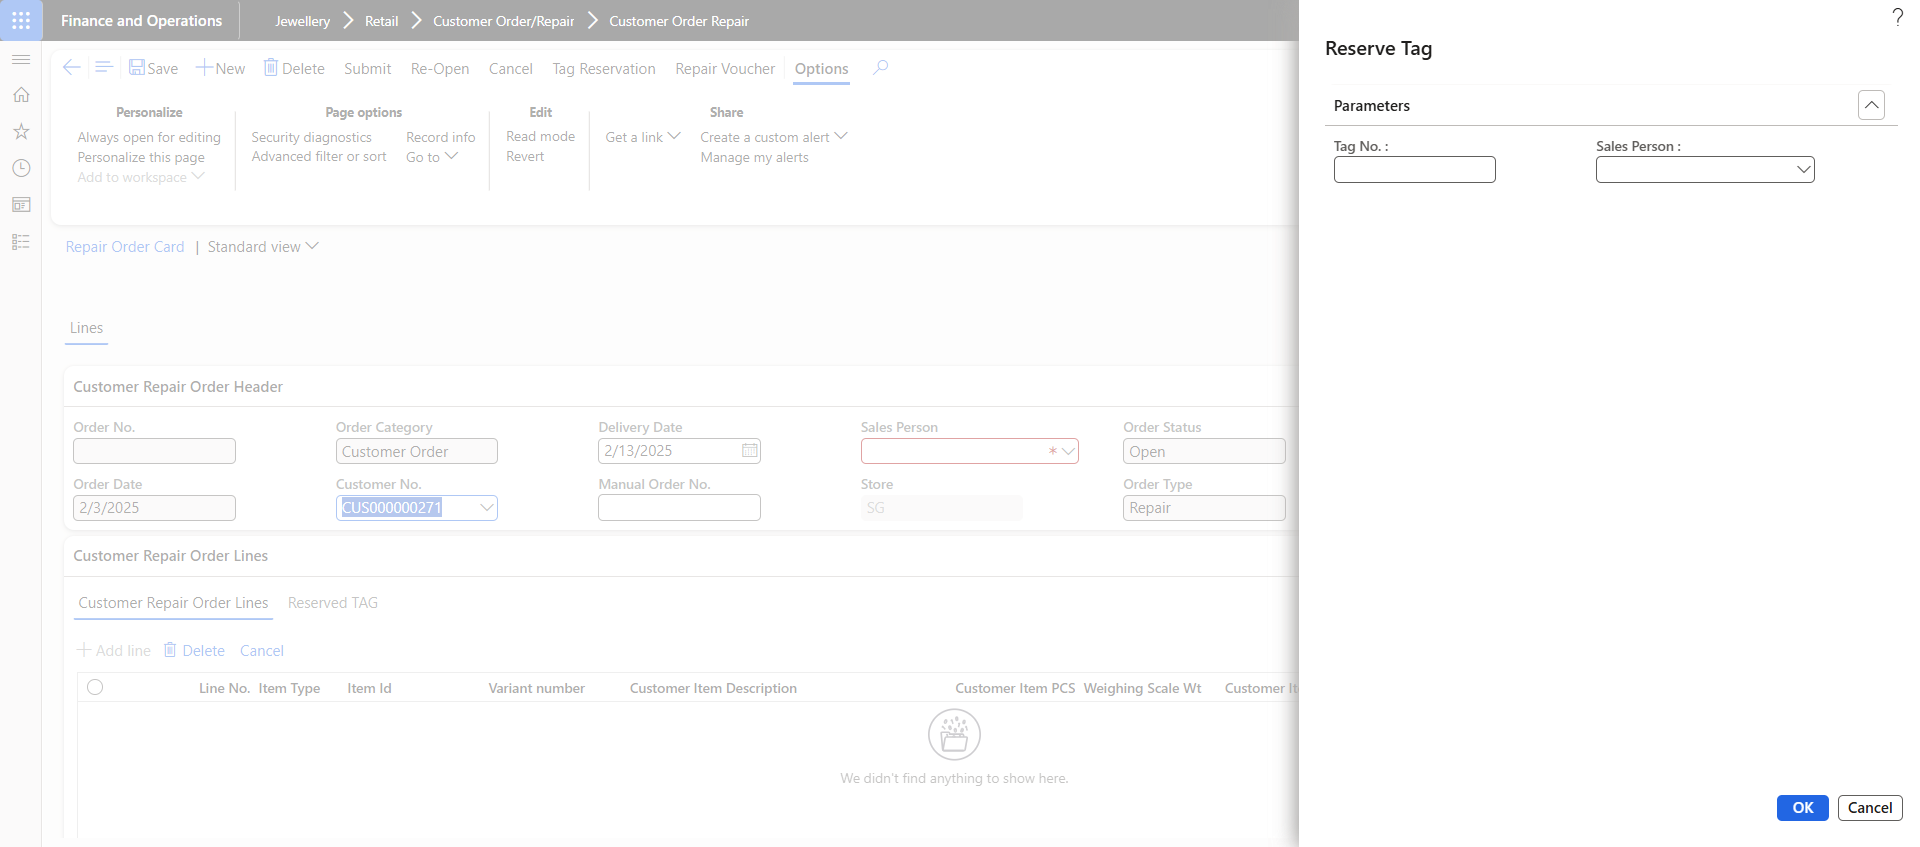 Finance and Operations
Jewellery > Retail > Customer Order/Repair > Customer Order Repair
?
Save New Delete Submit Re-Open Cancel Tag Reservation Repair Voucher Options
Personalize
Always open for editing
Personalize this page
Add to workspace
Page options
Security diagnostics Record info
Advanced filter or sort Go to
Edit
Read mode
Revert
Share
Get a link Create a custom alert
Manage my alerts
Repair Order Card | Standard view
Lines
Customer Repair Order Header
Order No. Order Category Delivery Date Sales Person Order Status
Customer Order 2/13/2025 * Open
Order Date Customer No. Manual Order No. Store Order Type
2/3/2025 CUS000000271 SG Repair
Customer Repair Order Lines
Customer Repair Order Lines Reserved TAG
Add line Delete Cancel
Line No. Item Type Item Id Variant number Customer Item Description Customer Item PCS Weighing Scale Wt Customer It
We didn't find anything to show here.
Reserve Tag
Parameters
Tag No. : Sales Person :
OK Cancel